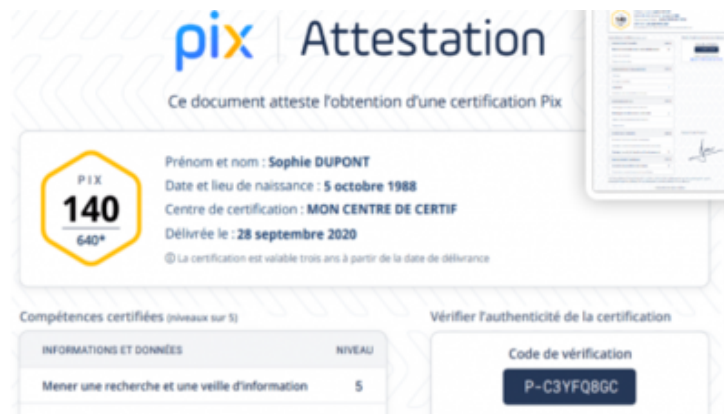 pix Attestation
Ce document atteste l'obtention d'une certification Pix
PIX
140
640*
Prénom et nom : Sophie DUPONT
Date et lieu de naissance : 5 octobre 1988
Centre de certification : MON CENTRE DE CERTIF
Délivrée le : 28 septembre 2020
La certification est valable trois ans à partir de la date de délivrance
Compétences certifiées (niveaux sur 5)
INFORMATIONS ET DONNÉES NIVEAU
Mener une recherche et une veille d'information 5
Vérifier l'authenticité de la certification
Code de vérification
P-C3YFQ8GC